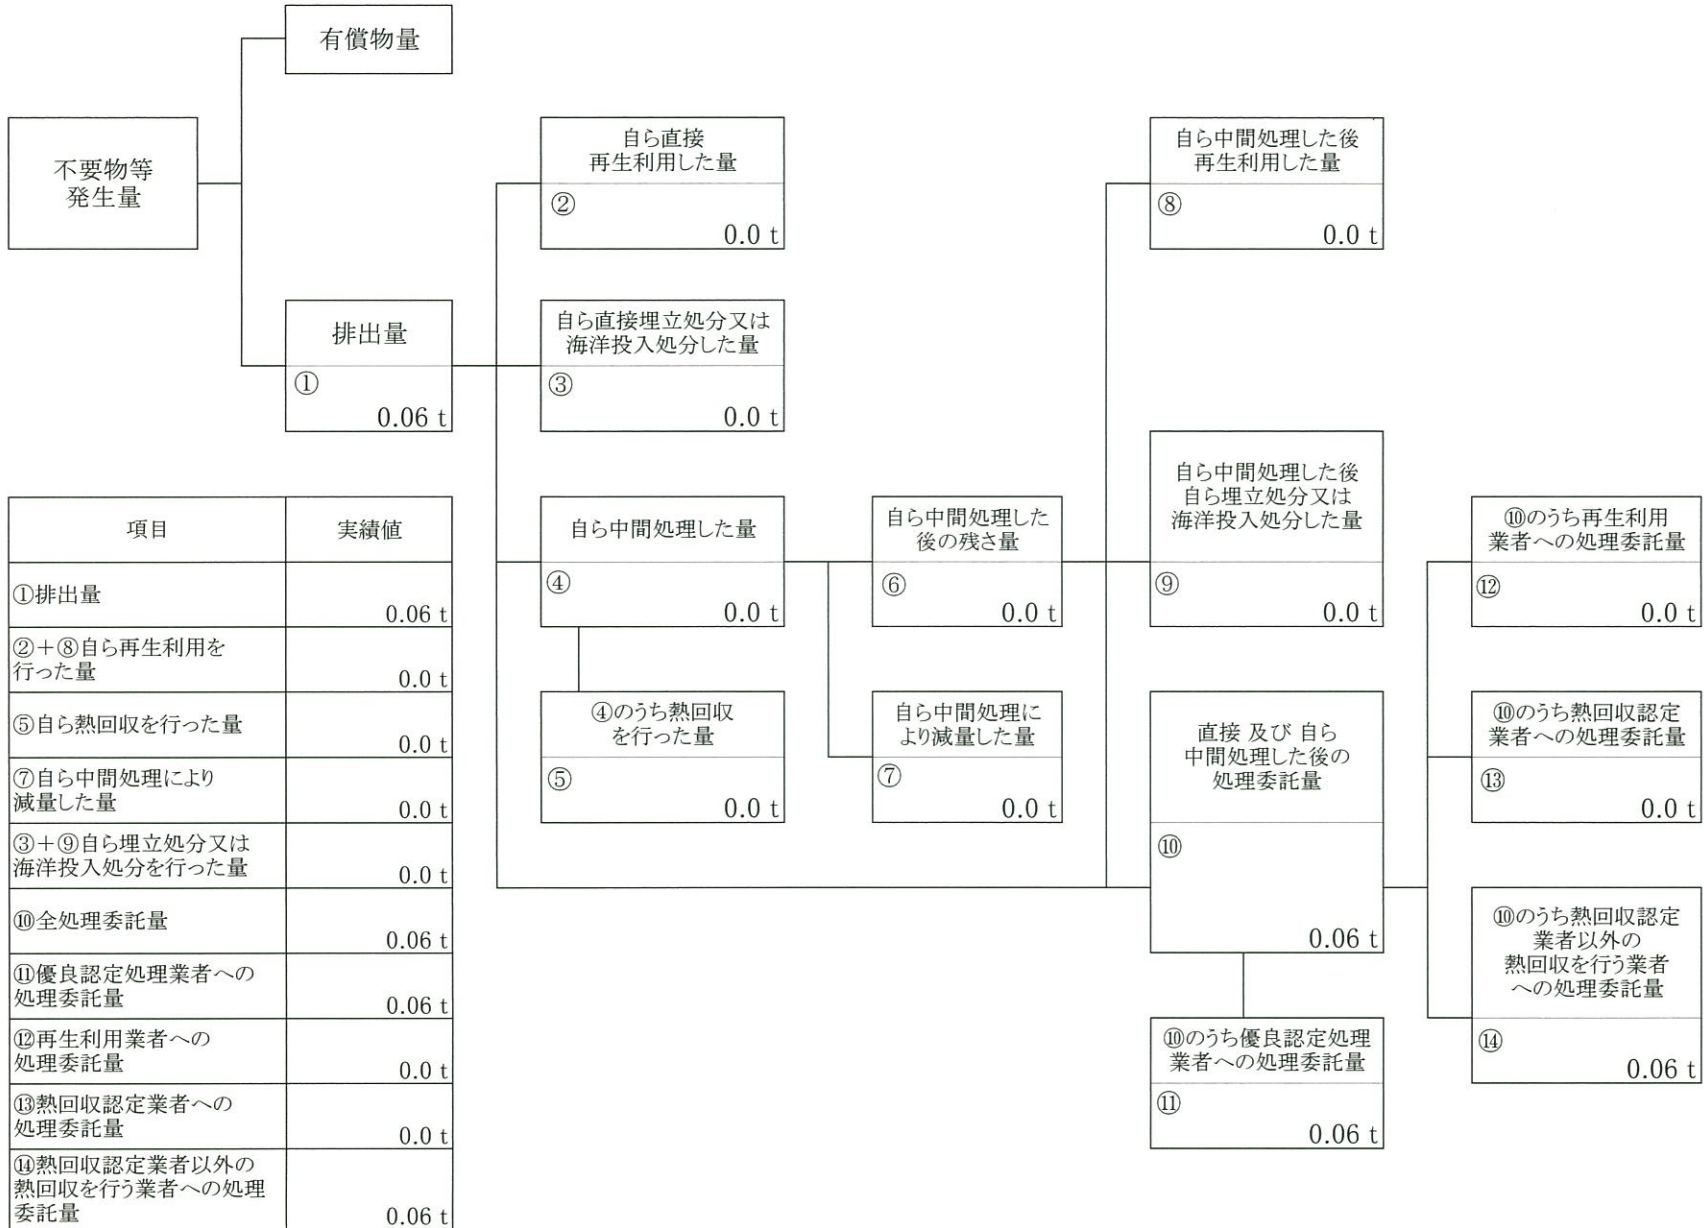 有償物量
不要物等
発生量
排出量
①
0.06 t
自ら直接
再生利用した量
②
0.0 t
自ら直接埋立処分又は
海洋投入処分した量
③
0.0 t
自ら中間処理した量
④
0.0 t
④のうち熱回収
を行った量
⑤
0.0 t
自ら中間処理した
後の残さ量
⑥
0.0 t
自ら中間処理に
より減量した量
⑦
0.0 t
自ら中間処理した後
再生利用した量
⑧
0.0 t
自ら中間処理した後
自ら埋立処分又は
海洋投入処分した量
⑨
0.0 t
直接 及び 自ら
中間処理した後の
処理委託量
⑩
0.06 t
⑩のうち優良認定処理
業者への処理委託量
⑪
0.06 t
⑩のうち再生利用
業者への処理委託量
⑫
0.0 t
⑩のうち熱回収認定
業者への処理委託量
⑬
0.0 t
⑩のうち熱回収認定
業者以外の
熱回収を行う業者
への処理委託量
⑭
0.06 t
項目 実績値
①排出量
0.06 t
②+⑧自ら再生利用を
行った量
0.0 t
⑤自ら熱回収を行った量
0.0 t
⑦自ら中間処理により
減量した量
0.0 t
③+⑨自ら埋立処分又は
海洋投入処分を行った量
0.0 t
⑩全処理委託量
0.06 t
⑪優良認定処理業者への
処理委託量
0.06 t
⑫再生利用業者への
処理委託量
0.0 t
⑬熱回収認定業者への
処理委託量
0.0 t
⑭熱回収認定業者以外の
熱回収を行う業者への処理
委託量
0.06 t